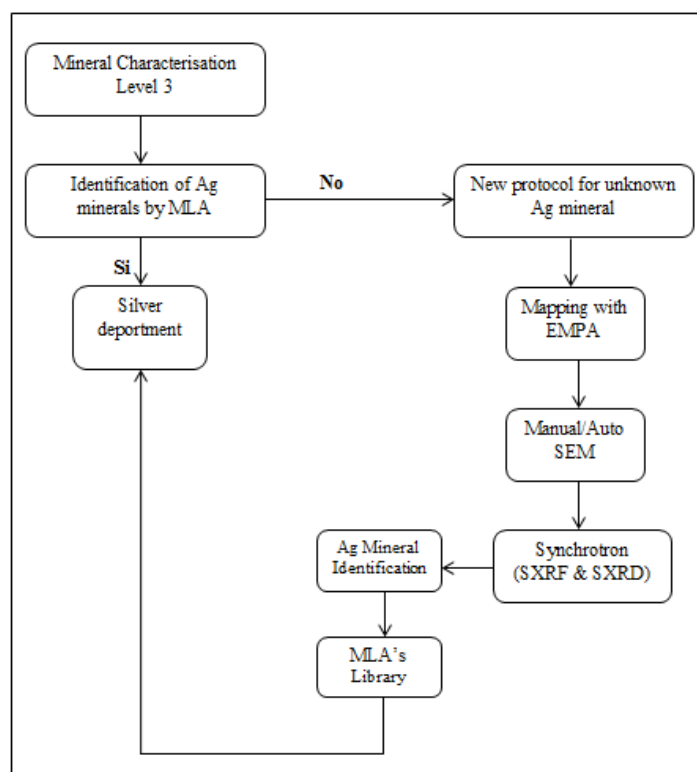 Mineral Characterisation
Level 3
Identification of Ag
minerals by MLA
No
New protocol for unknown
Ag mineral
Si
Silver
deportment
Mapping with
EMPA
Manual/Auto
SEM
Synchrotron
(SXRF & SXRD)
Ag Mineral
Identification
MLA's
Library